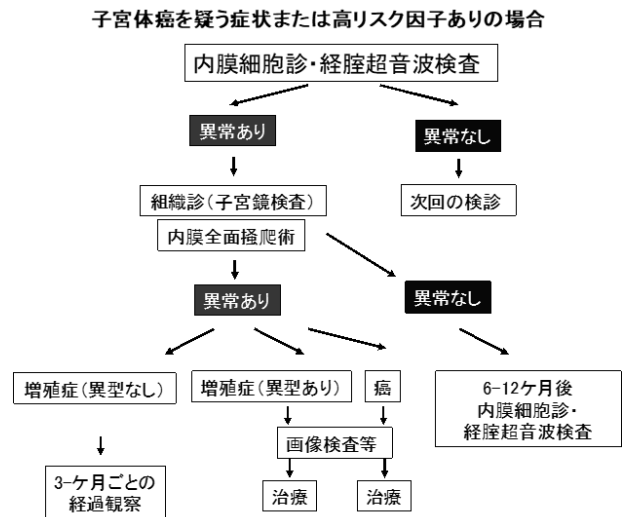 子宮体癌を疑う症状または高リスク因子ありの場合
内膜細胞診・経腟超音波検査
異常あり
異常なし
組織診(子宮鏡検査)
次回の検診
内膜全面掻爬術
異常あり
異常なし
増殖症(異型なし)
増殖症(異型あり)
癌
6-12ケ月後
内膜細胞診・
経腟超音波検査
画像検査等
3-ケ月ごとの
経過観察
治療
治療